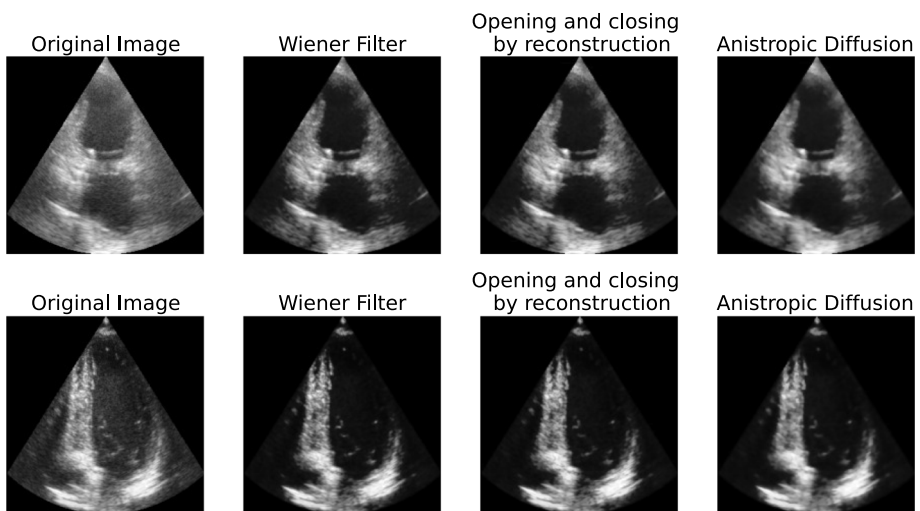 Original Image
Wiener Filter
Opening and closing
by reconstruction
Anistropic Diffusion
Original Image
Wiener Filter
Opening and closing
by reconstruction
Anistropic Diffusion